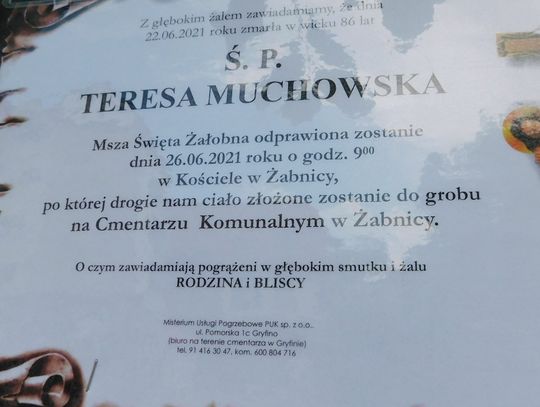 Z głębokim żalem zawiadamiamy, że dnia
22.06.2021 roku zmarła w wieku 86 lat
Ś. P.
TERESA MUCHOWSKA
Msza Święta Żałobna odprawiona zostanie
dnia 26.06.2021 roku o godz. 9⁰⁰
w Kościele w Żabnicy,
po której drogie nam ciało złożone zostanie do grobu
na Cmentarzu Komunalnym w Żabnicy.
O czym zawiadamiają pogrążeni w głębokim smutku i żalu
RODZINA i BLISCY
Misterium Usługi Pogrzebowe PUK sp. z o.o..
ul. Pomorska 1c Gryfino
(biuro na terenie cmentarza w Gryfinie)
tel. 91 416 30 47, kom. 600 804 716